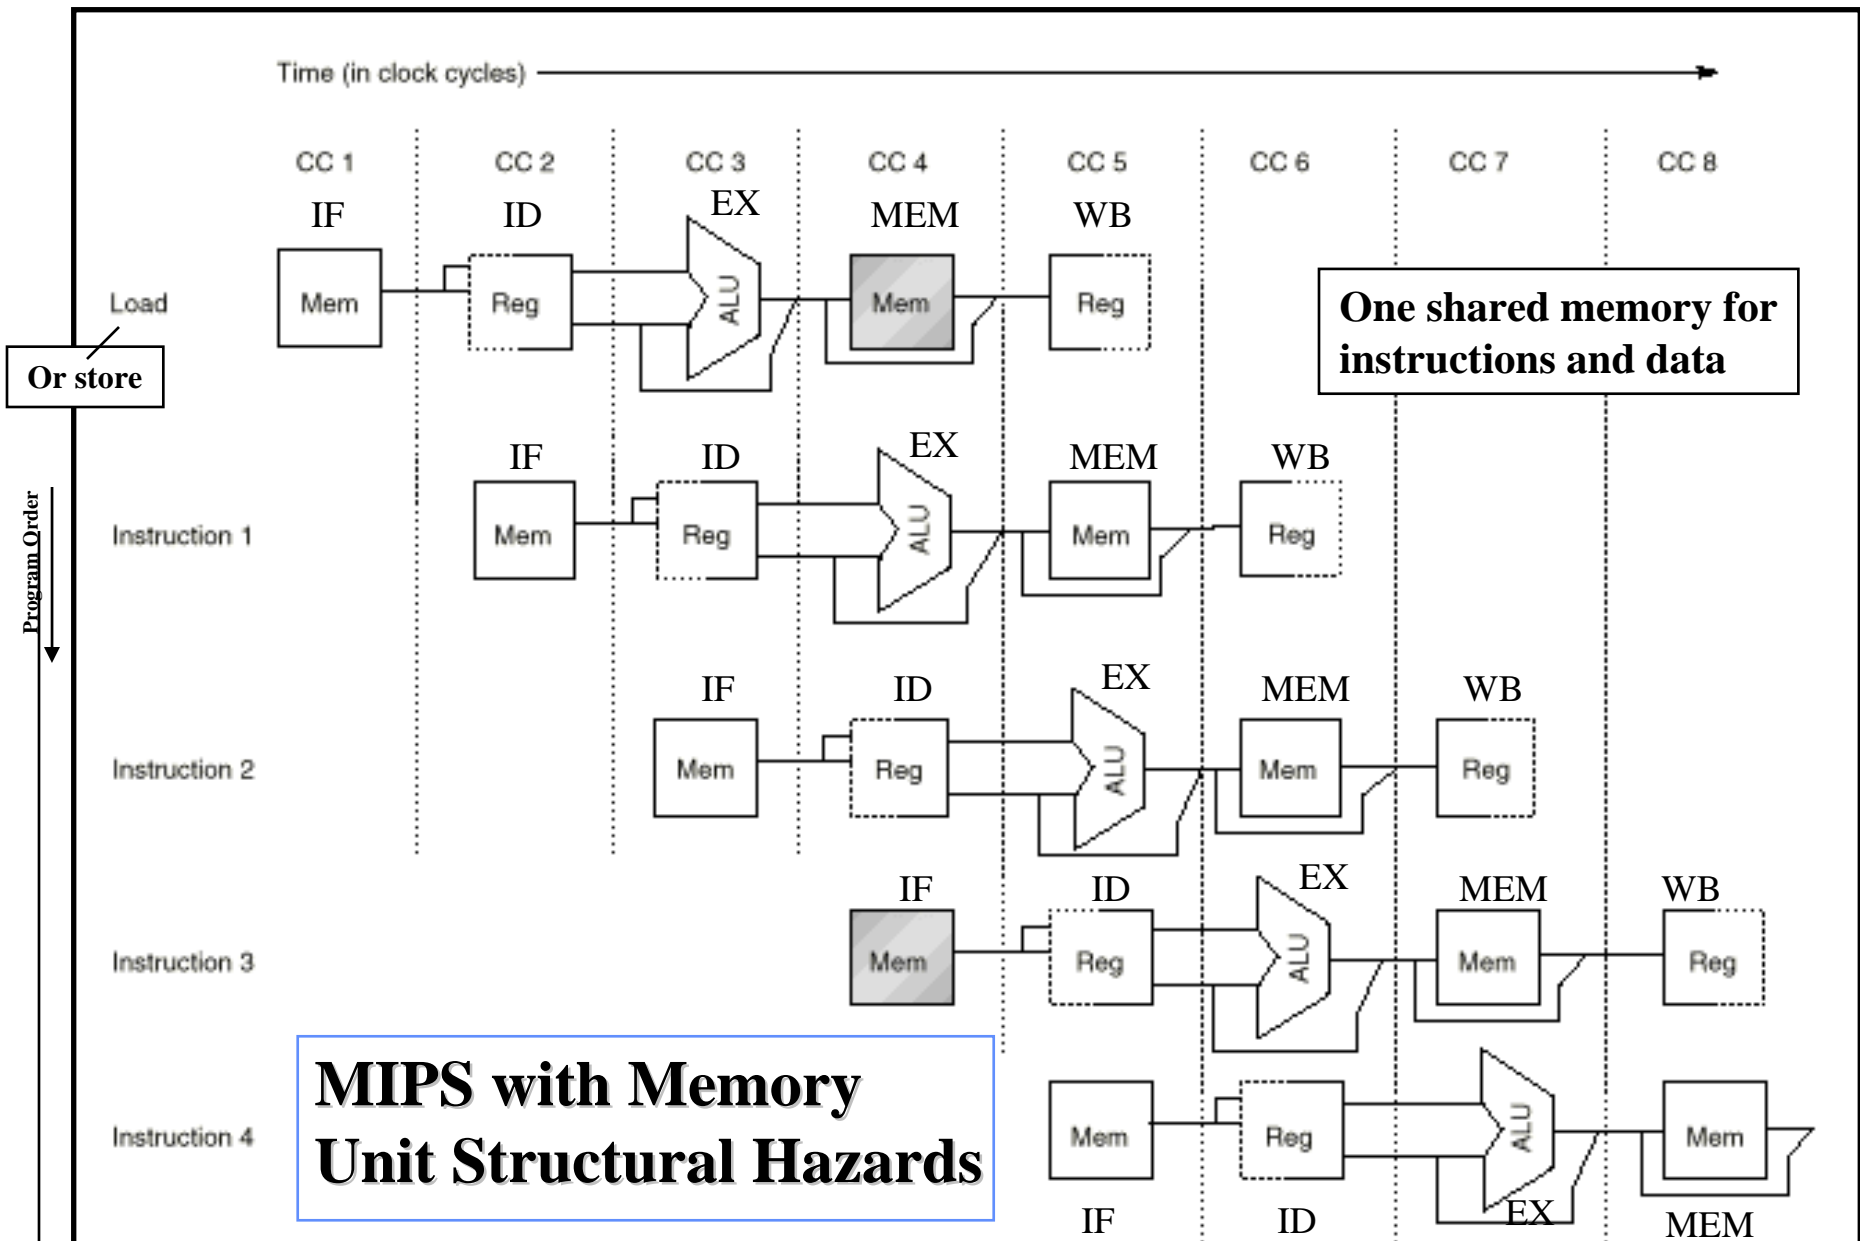 Time (in clock cycles)
CC 1 CC 2 CC 3 CC 4 CC 5 CC 6 CC 7 CC 8
IF ID EX MEM WB
Load Mem Reg ALU Mem Reg
Or store
One shared memory for
instructions and data
IF ID EX MEM WB
Instruction 1 Mem Reg ALU Mem Reg
Program Order
IF ID EX MEM WB
Instruction 2 Mem Reg ALU Mem Reg
IF ID EX MEM WB
Instruction 3 Mem Reg ALU Mem Reg
MIPS with Memory
Unit Structural Hazards
Instruction 4 Mem Reg ALU Mem
IF ID EX MEM